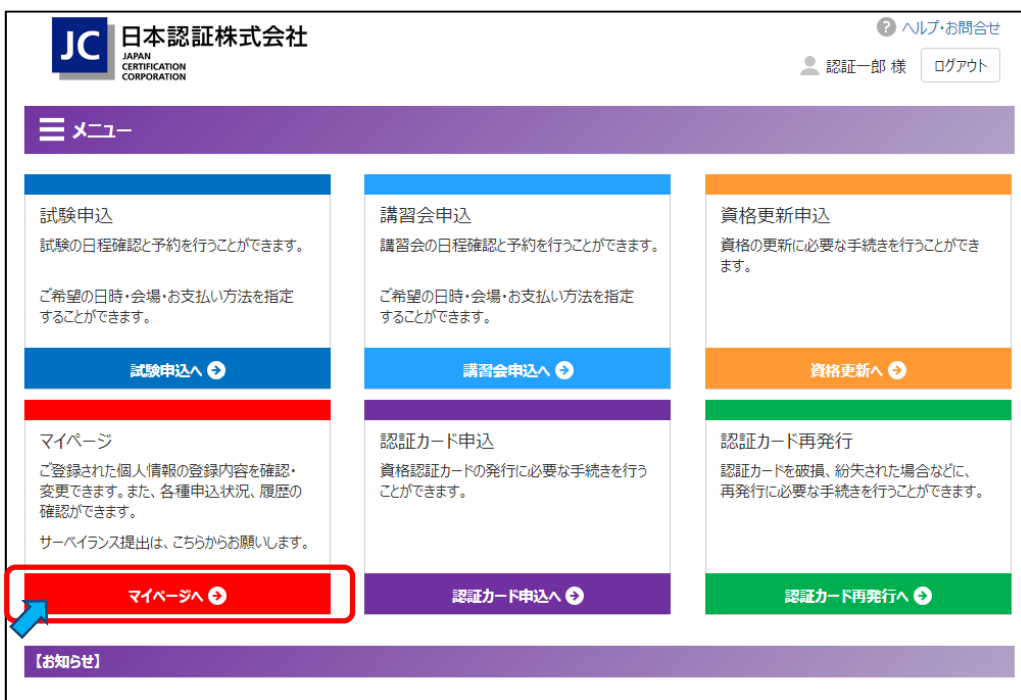 JC
日本認証株式会社
JAPAN
CERTIFICATION
CORPORATION
? ヘルプ・お問合せ
認証一郎 様
ログアウト
メニュー
試験申込
試験の日程確認と予約を行うことができます。
ご希望の日時・会場・お支払い方法を指定
することができます。
試験申込へ
講習会申込
講習会の日程確認と予約を行うことができます。
ご希望の日時・会場・お支払い方法を指定
することができます。
講習会申込へ
資格更新申込
資格の更新に必要な手続きを行うことができ
ます。
資格更新へ
マイページ
ご登録された個人情報の登録内容を確認・
変更できます。また、各種申込状況、履歴の
確認ができます。
サーベイランス提出は、こちらからお願いします。
マイページへ
認証カード申込
資格認証カードの発行に必要な手続きを行う
ことができます。
認証カード申込へ
認証カード再発行
認証カードを破損、紛失された場合などに、
再発行に必要な手続きを行うことができます。
認証カード再発行へ
【お知らせ】